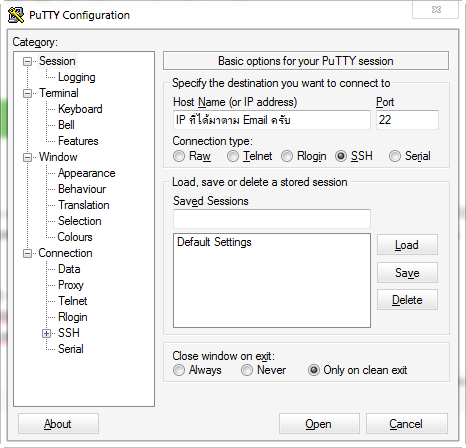 PuTTY Configuration
Category:
Session
Logging
Terminal
Keyboard
Bell
Features
Window
Appearance
Behaviour
Translation
Selection
Colours
Connection
Data
Proxy
Telnet
Rlogin
SSH
Serial
Basic options for your PuTTY session
Specify the destination you want to connect to
Host Name (or IP address) Port
IP ที่ได้มาตาม Email ครับ 22
Connection type:
Raw Telnet Rlogin SSH Serial
Load, save or delete a stored session
Saved Sessions
Default Settings
Load
Save
Delete
Close window on exit:
Always Never Only on clean exit
About Open Cancel